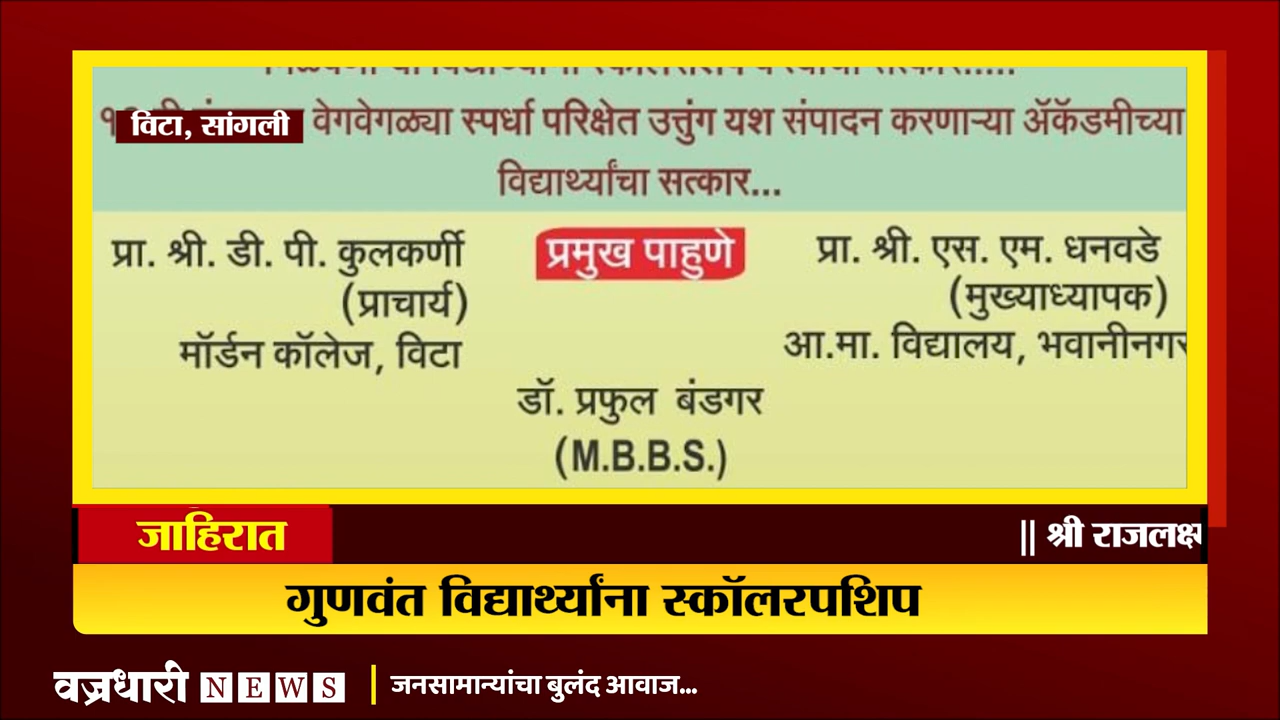 विटा, सांगली
वेगवेगळ्या स्पर्धा परिक्षेत उत्तुंग यश संपादन करणाऱ्या ॲकॅडमीच्या
विद्यार्थ्यांचा सत्कार...
प्रमुख पाहुणे
प्रा. श्री. डी. पी. कुलकर्णी
(प्राचार्य)
मॉर्डन कॉलेज, विटा
प्रा. श्री. एस. एम. धनवडे
(मुख्याध्यापक)
आ.मा. विद्यालय, भवानीनगर
डॉ. प्रफुल बंडगर
(M.B.B.S.)
जाहिरात
|| श्री
गुणवंत विद्यार्थ्यांना स्कॉलरपशिप
वज्रधारी NEWS
जनसामान्यांचा बुलंद आवाज...